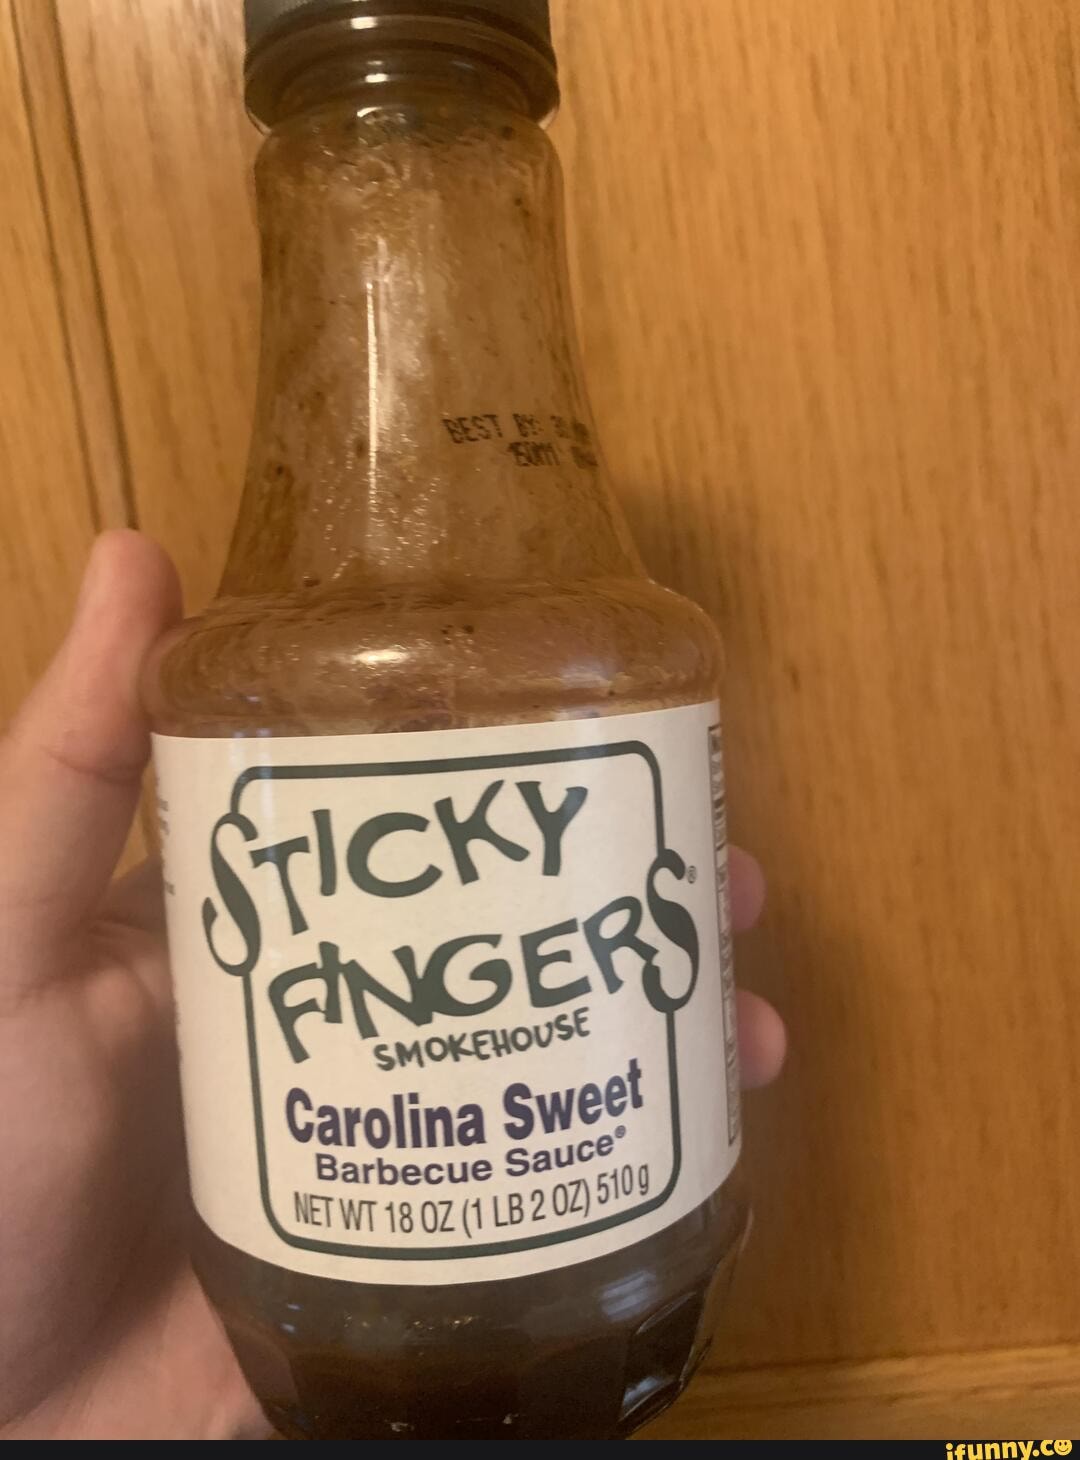 BEST BY:
STICKY
FINGERS®
SMOKEHOUSE
Carolina Sweet
Barbecue Sauce®
NET WT 18 OZ (1 LB 2 OZ) 510 g
ifunny.co